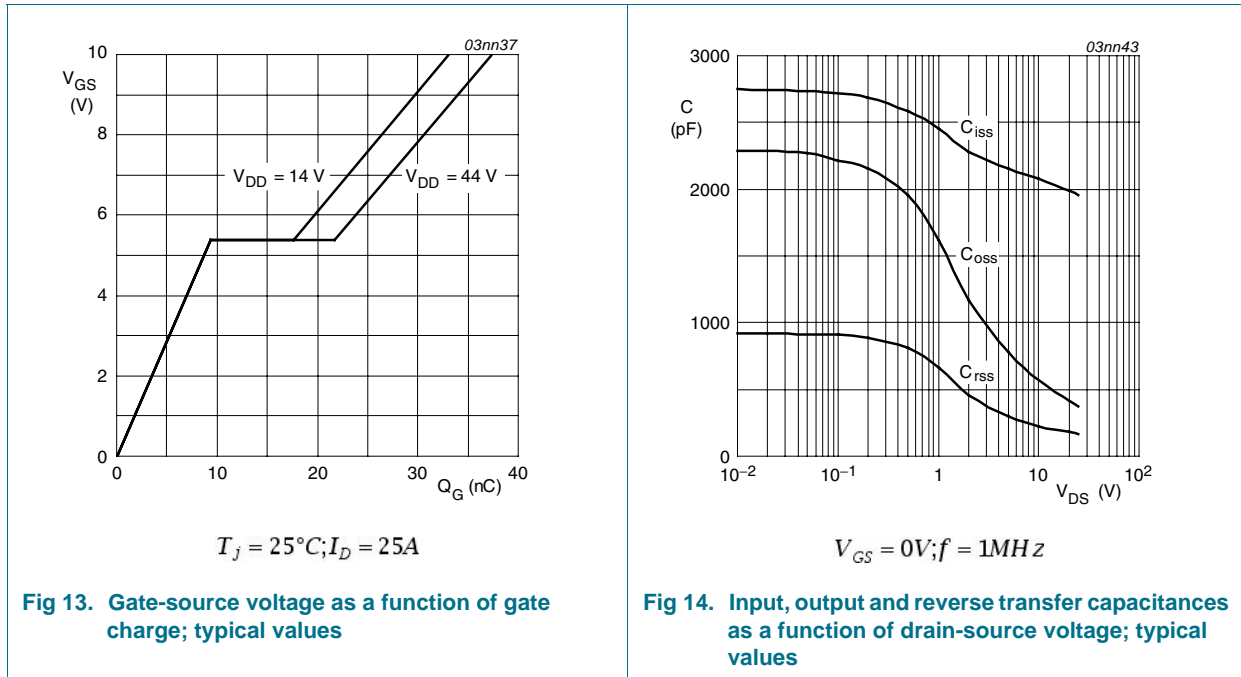 03nn37
10
8
6
4
2
0
V_GS
(V)
V_DD = 14 V
V_DD = 44 V
0
10
20
30
40
Q_G (nC)
T_j = 25°C;I_D = 25A
Fig 13. Gate-source voltage as a function of gate
charge; typical values
03nn43
3000
2000
1000
0
C
(pF)
C_iss
C_oss
C_rss
10⁻²
10⁻¹
1
10
10²
V_DS (V)
V_GS = 0V;f = 1MHz
Fig 14. Input, output and reverse transfer capacitances
as a function of drain-source voltage; typical
values